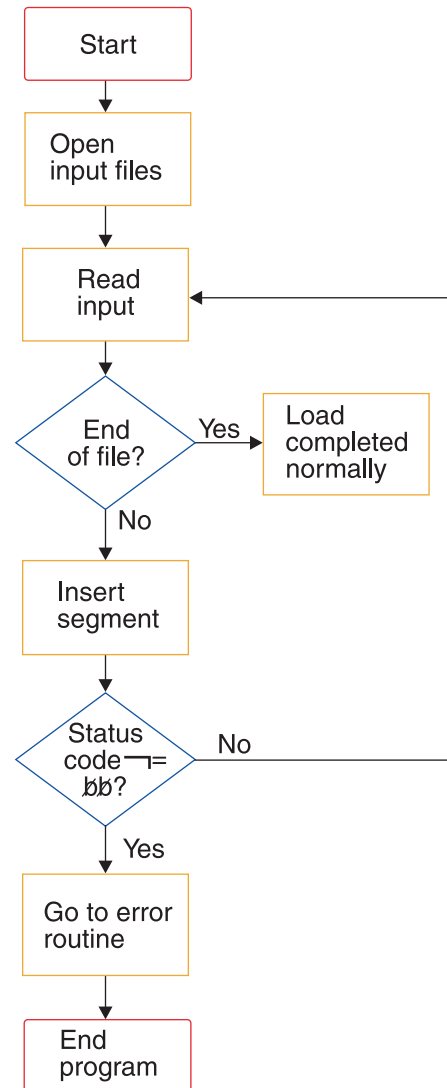 Start
Open
input files
Read
input
End
of file?
Yes
Load
completed
normally
No
Insert
segment
Status
code ¬=
b̸b̸?
No
Yes
Go to error
routine
End
program